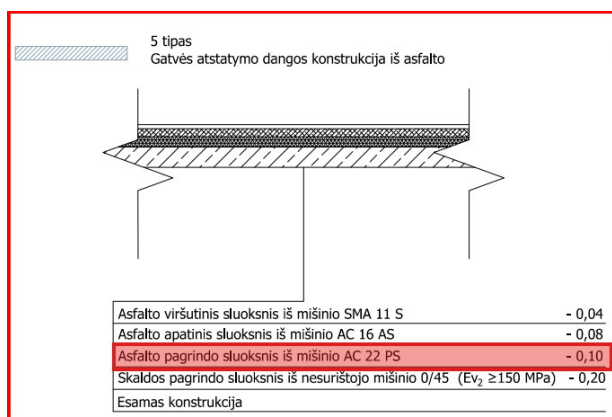 5 tipas
Gatvės atstatymo dangos konstrukcija iš asfalto
Asfalto viršutinis sluoksnis iš mišinio SMA 11 S - 0,04
Asfalto apatinis sluoksnis iš mišinio AC 16 AS - 0,08
Asfalto pagrindo sluoksnis iš mišinio AC 22 PS - 0,10
Skaldos pagrindo sluoksnis iš nesurištojo mišinio 0/45 (Ev₂ ≥150 MPa) - 0,20
Esamas konstrukcija